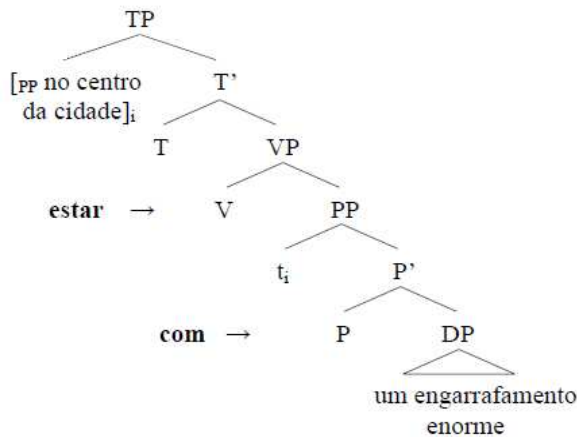 TP
[PP no centro
da cidade]i
T'
T
VP
estar → V
PP
ti
P'
com → P
DP
um engarrafamento
enorme